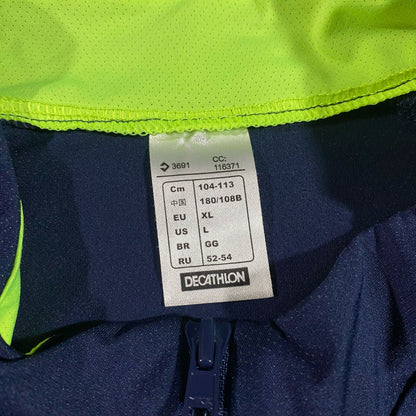 3691 CC: 116371
Cm 104-113
中国 180/108B
EU XL
US L
BR GG
RU 52-54
DECATHLON